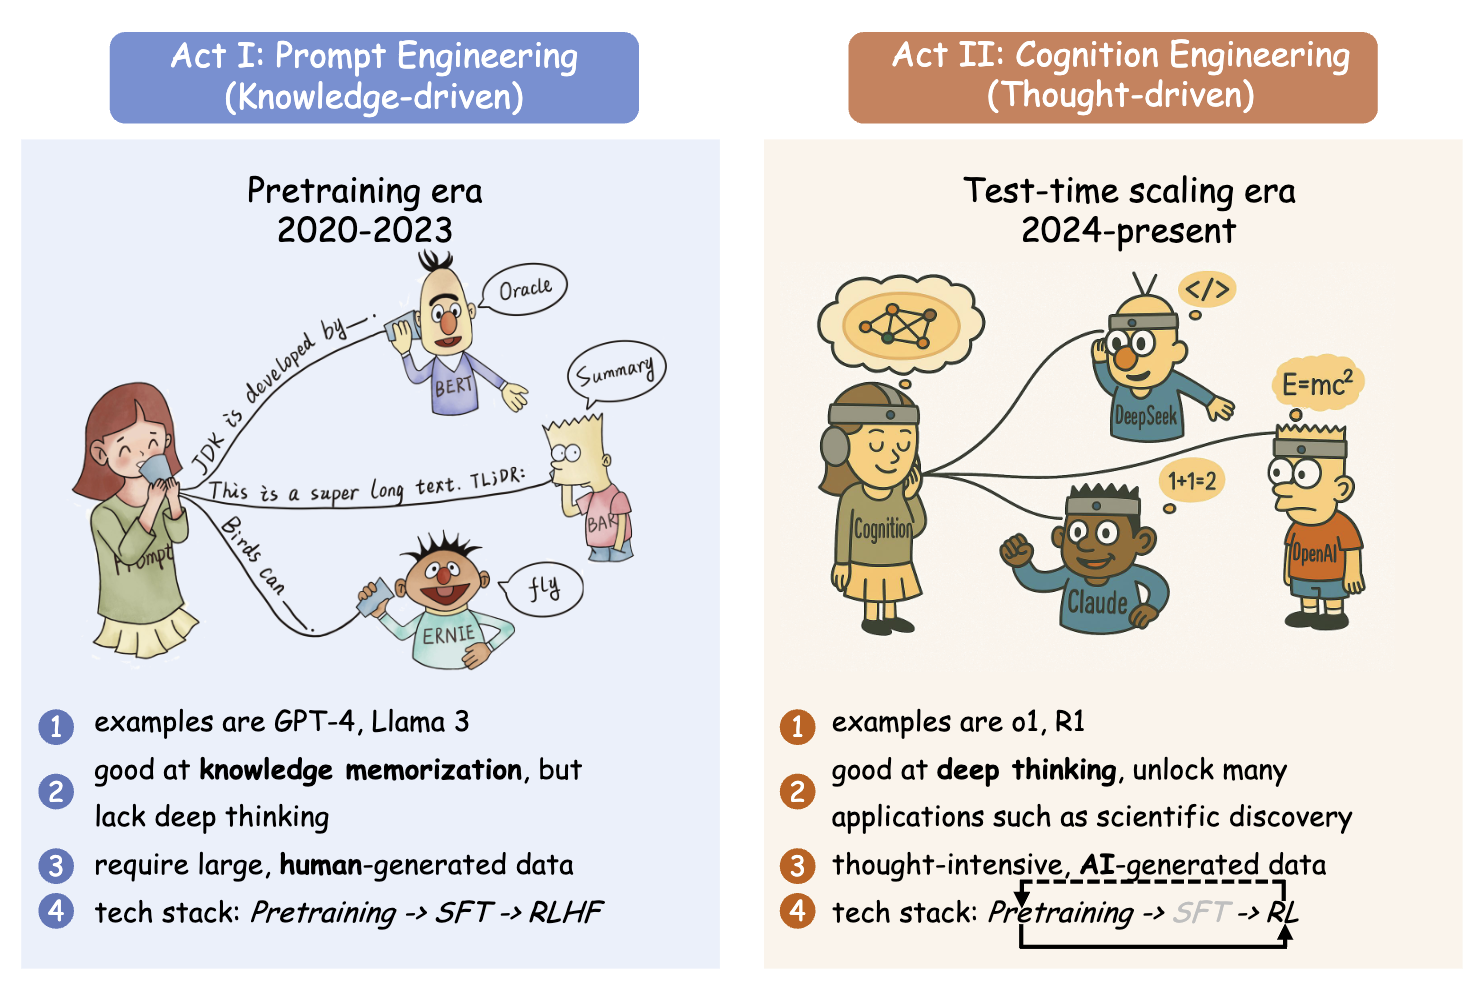 Act I: Prompt Engineering
(Knowledge-driven)
Pretraining era
2020-2023
Oracle
JDK is developed by—.
BERT
Summary
This is a super long text. TL;DR:
BAR
Prompt
Birds can —.
fly
ERNIE
1 examples are GPT-4, Llama 3
2 good at knowledge memorization, but
lack deep thinking
3 require large, human-generated data
4 tech stack: Pretraining -> SFT -> RLHF
Act II: Cognition Engineering
(Thought-driven)
Test-time scaling era
2024-present
</>
DeepSeek
E=mc²
1+1=2
Cognition
OpenAI
Claude
1 examples are o1, R1
2 good at deep thinking, unlock many
applications such as scientific discovery
3 thought-intensive, AI-generated data
4 tech stack: Pretraining -> SFT -> RL